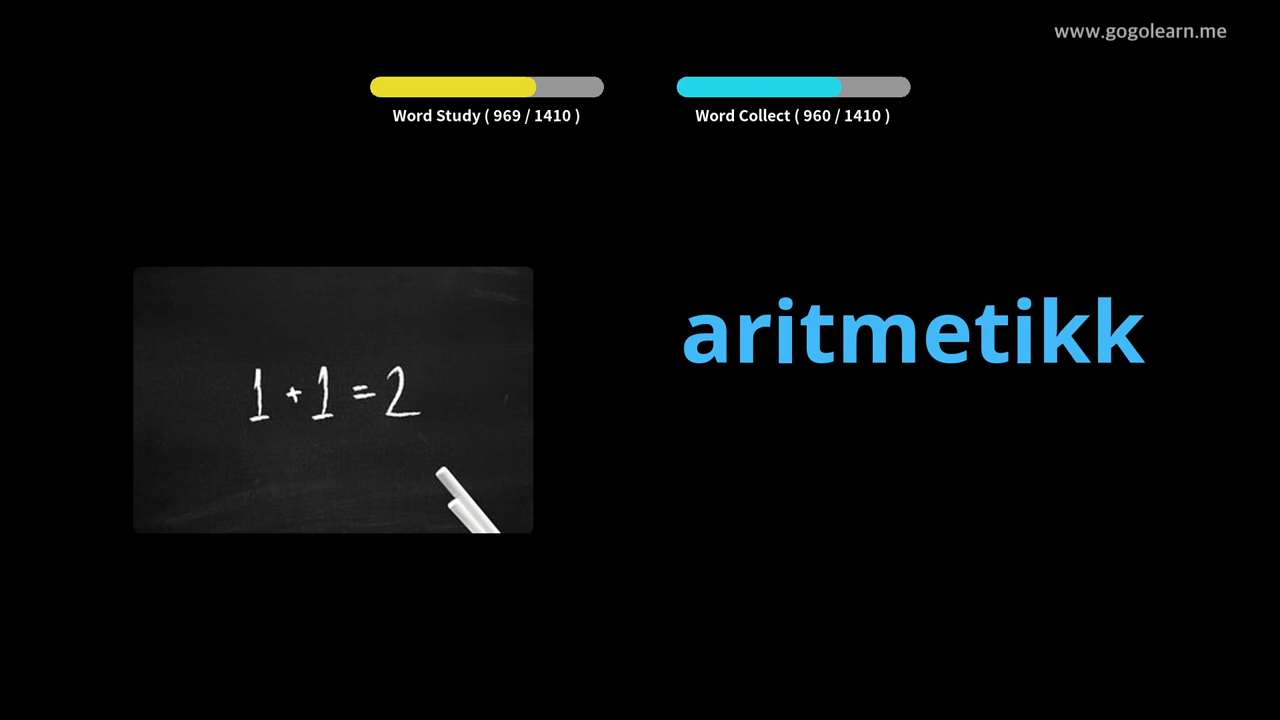 www.gogolearn.me
Word Study ( 969 / 1410 )
Word Collect ( 960 / 1410 )
aritmetikk
1 + 1 = 2